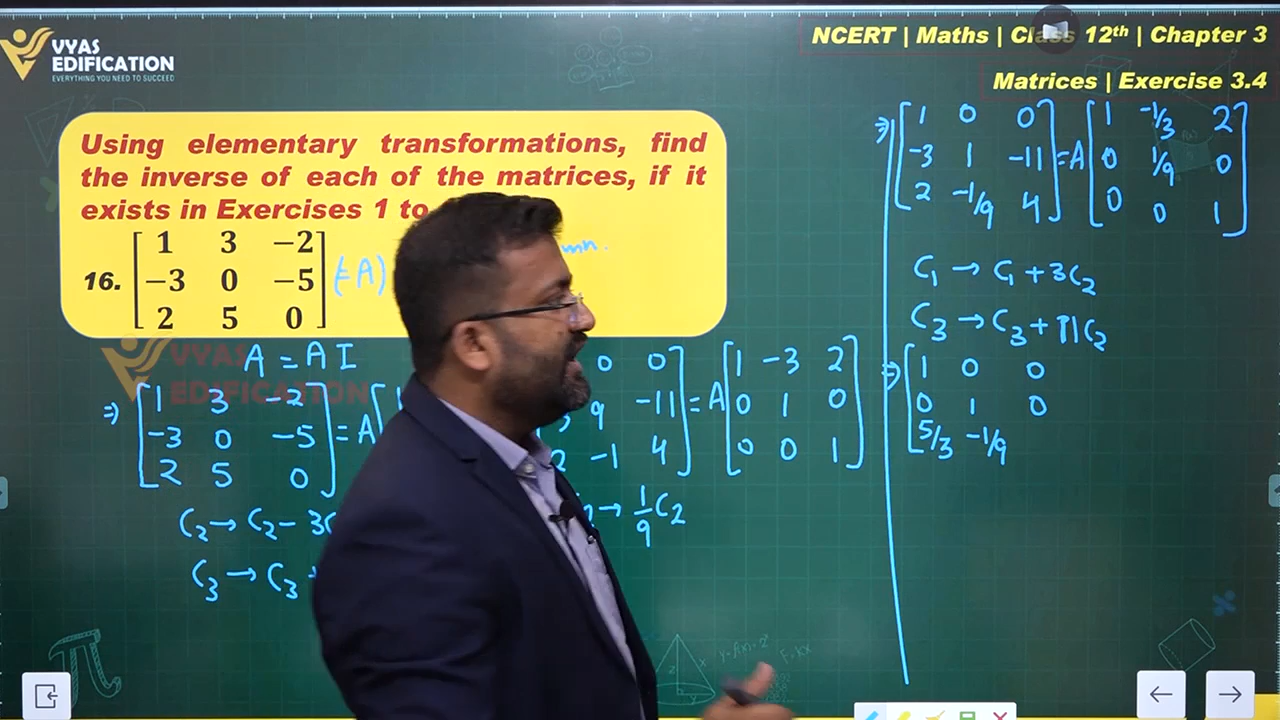 VYAS
EDIFICATION
EVERYTHING YOU NEED TO SUCCEED
NCERT | Maths | Class 12th | Chapter 3
Matrices | Exercise 3.4
Using elementary transformations, find
the inverse of each of the matrices, if it
exists in Exercises 1 to
16. [1 3 −2
−3 0 −5
2 5 0] (= A)
mn.
A = A I
⇒ [1 3 −2
−3 0 −5
2 5 0] = A [
C₂ → C₂ − 3
C₃ → C₃ +
0 0
9 −11
−1 4] = A [1 −3 2
0 1 0
0 0 1]
→ 1/9 C₂
⇒ [1 0 0
−3 1 −11
2 −1/9 4] = A [1 −1/3 2
0 1/9 0
0 0 1]
C₁ → C₁ + 3C₂
C₃ → C₃ + 11C₂
⇒ [1 0 0
0 1 0
5/3 −1/9
VYAS
EDIFICATION